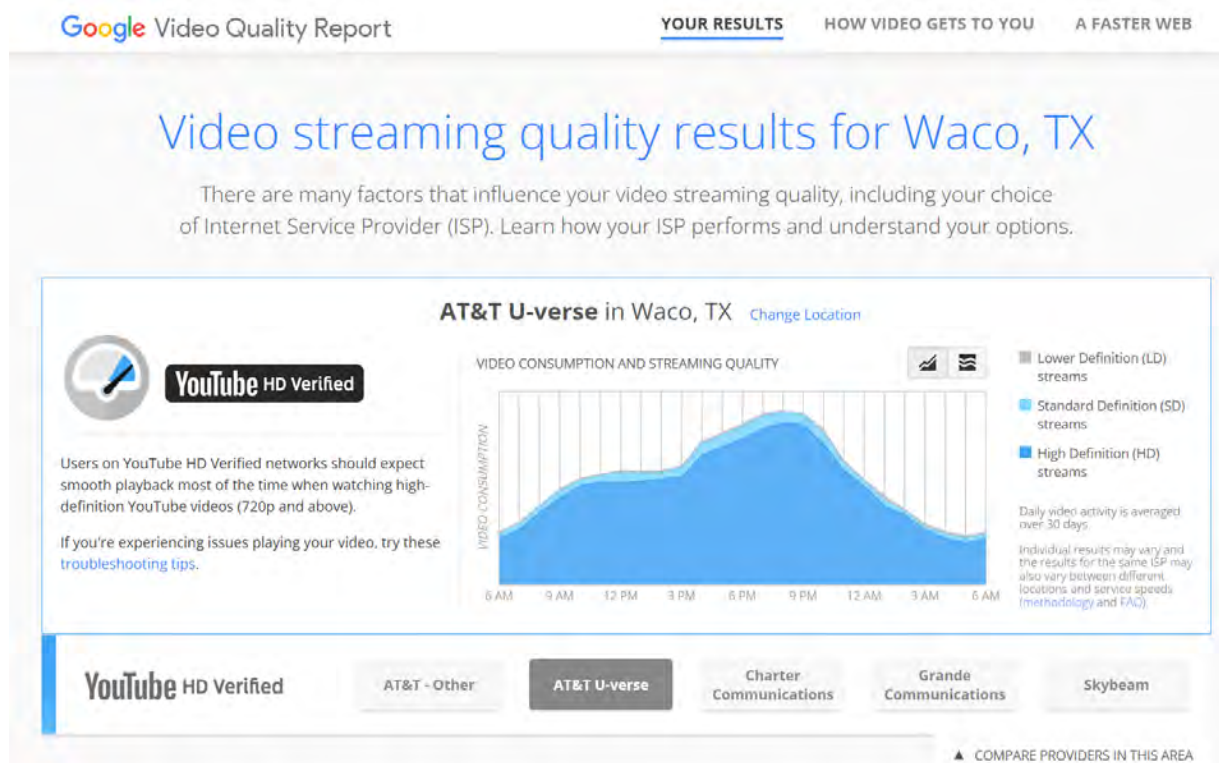 Google Video Quality Report
YOUR RESULTS
HOW VIDEO GETS TO YOU
A FASTER WEB
Video streaming quality results for Waco, TX
There are many factors that influence your video streaming quality, including your choice
of Internet Service Provider (ISP). Learn how your ISP performs and understand your options.
AT&T U-verse in Waco, TX Change Location
YouTube HD Verified
Users on YouTube HD Verified networks should expect
smooth playback most of the time when watching high-
definition YouTube videos (720p and above).
If you're experiencing issues playing your video, try these
troubleshooting tips.
VIDEO CONSUMPTION AND STREAMING QUALITY
VIDEO CONSUMPTION
6 AM 9 AM 12 PM 3 PM 6 PM 9 PM 12 AM 3 AM 6 AM
Lower Definition (LD)
streams
Standard Definition (SD)
streams
High Definition (HD)
streams
Daily video activity is averaged
over 30 days
Individual results may vary and
the results for the same ISP may
also vary between different
locations and service speeds
(methodology and FAQ)
YouTube HD Verified
AT&T - Other
AT&T U-verse
Charter
Communications
Grande
Communications
Skybeam
▲ COMPARE PROVIDERS IN THIS AREA